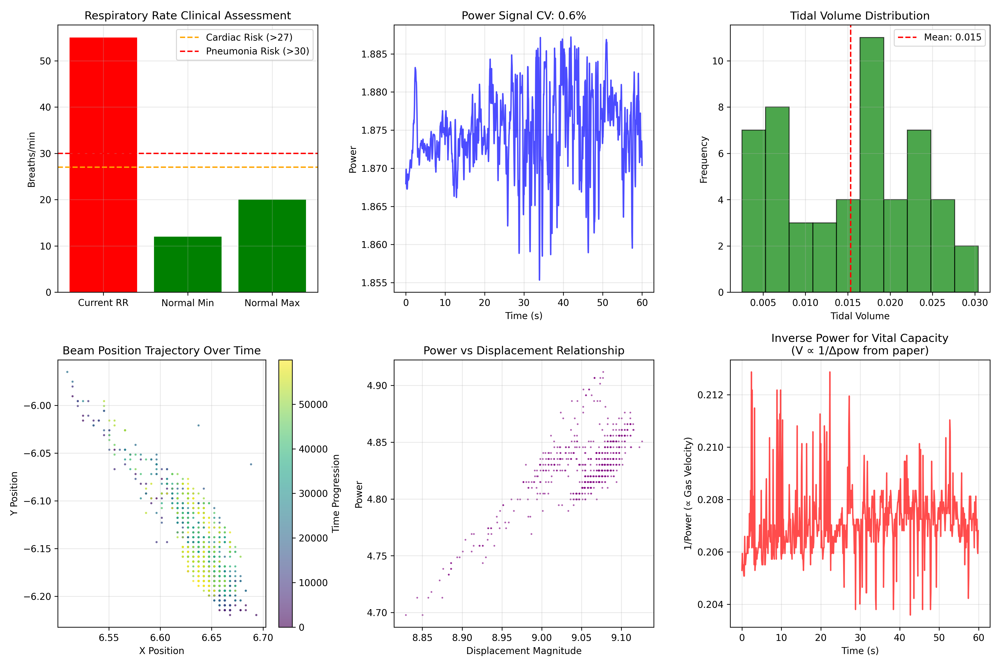 Respiratory Rate Clinical Assessment
Breaths/min
50
40
30
20
10
0
Cardiac Risk (>27)
Pneumonia Risk (>30)
Current RR
Normal Min
Normal Max
Power Signal CV: 0.6%
Power
1.885
1.880
1.875
1.870
1.865
1.860
1.855
0 10 20 30 40 50 60
Time (s)
Tidal Volume Distribution
Frequency
10
8
6
4
2
0
Mean: 0.015
0.005 0.010 0.015 0.020 0.025 0.030
Tidal Volume
Beam Position Trajectory Over Time
Y Position
−6.00
−6.05
−6.10
−6.15
−6.20
6.55 6.60 6.65 6.70
X Position
50000
40000
30000
20000
10000
0
Time Progression
Power vs Displacement Relationship
Power
4.90
4.85
4.80
4.75
4.70
8.85 8.90 8.95 9.00 9.05 9.10
Displacement Magnitude
Inverse Power for Vital Capacity
(V ∝ 1/Δpow from paper)
1/Power (∝ Gas Velocity)
0.212
0.210
0.208
0.206
0.204
0 10 20 30 40 50 60
Time (s)